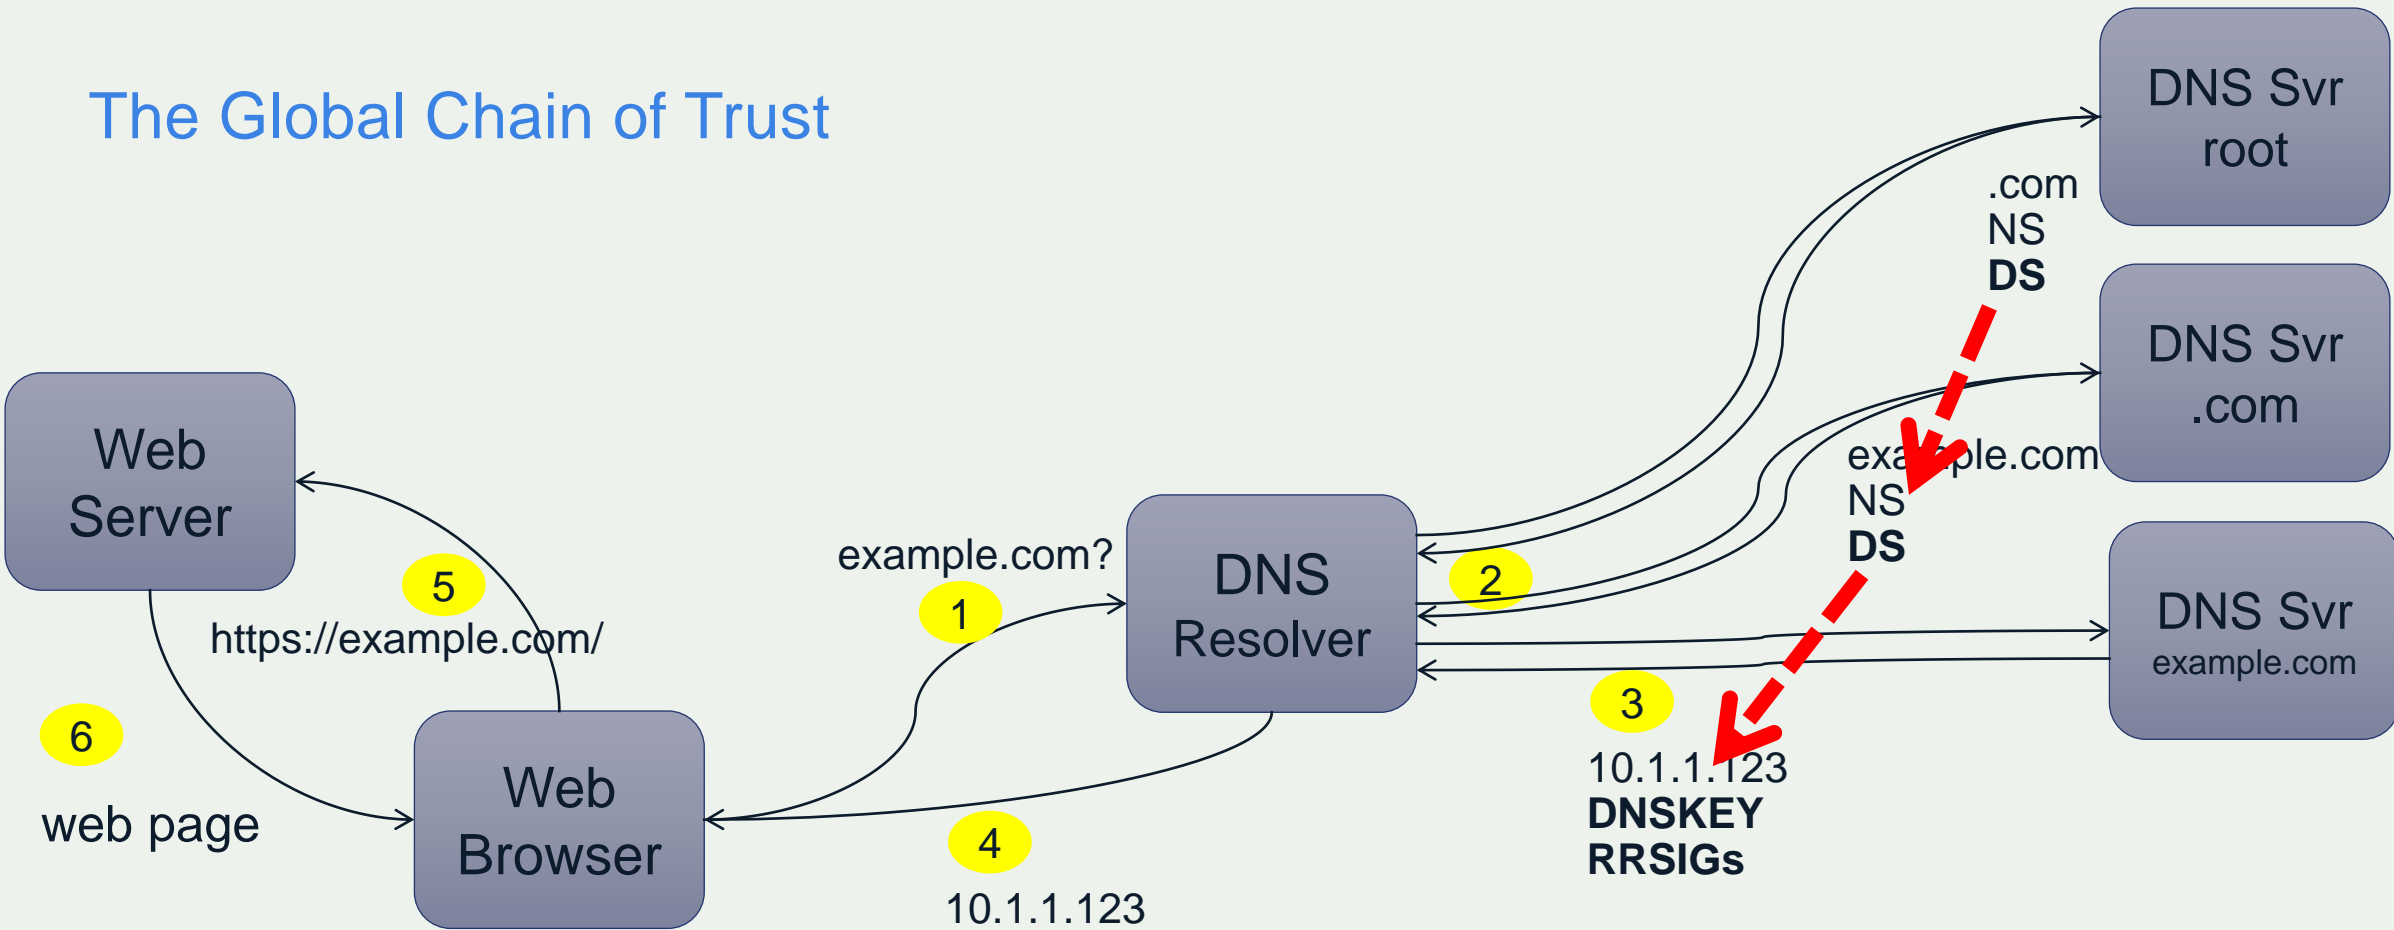 The Global Chain of Trust
DNS Svr
root
.com
NS
DS
DNS Svr
.com
example.com
NS
DS
DNS Svr
example.com
Web
Server
5
https://example.com/
6
web page
Web
Browser
example.com?
1
DNS
Resolver
2
3
10.1.1.123
DNSKEY
RRSIGs
4
10.1.1.123